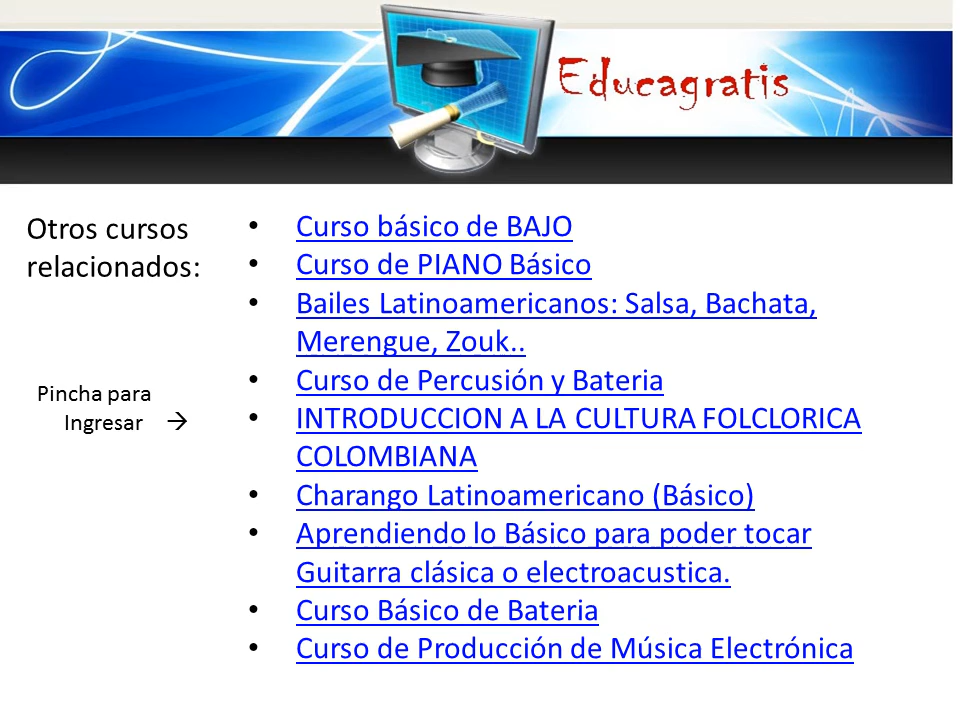 Educagratis
Otros cursos
relacionados:
Pincha para
Ingresar →
• Curso básico de BAJO
• Curso de PIANO Básico
• Bailes Latinoamericanos: Salsa, Bachata,
Merengue, Zouk..
• Curso de Percusión y Bateria
• INTRODUCCION A LA CULTURA FOLCLORICA
COLOMBIANA
• Charango Latinoamericano (Básico)
• Aprendiendo lo Básico para poder tocar
Guitarra clásica o electroacustica.
• Curso Básico de Bateria
• Curso de Producción de Música Electrónica